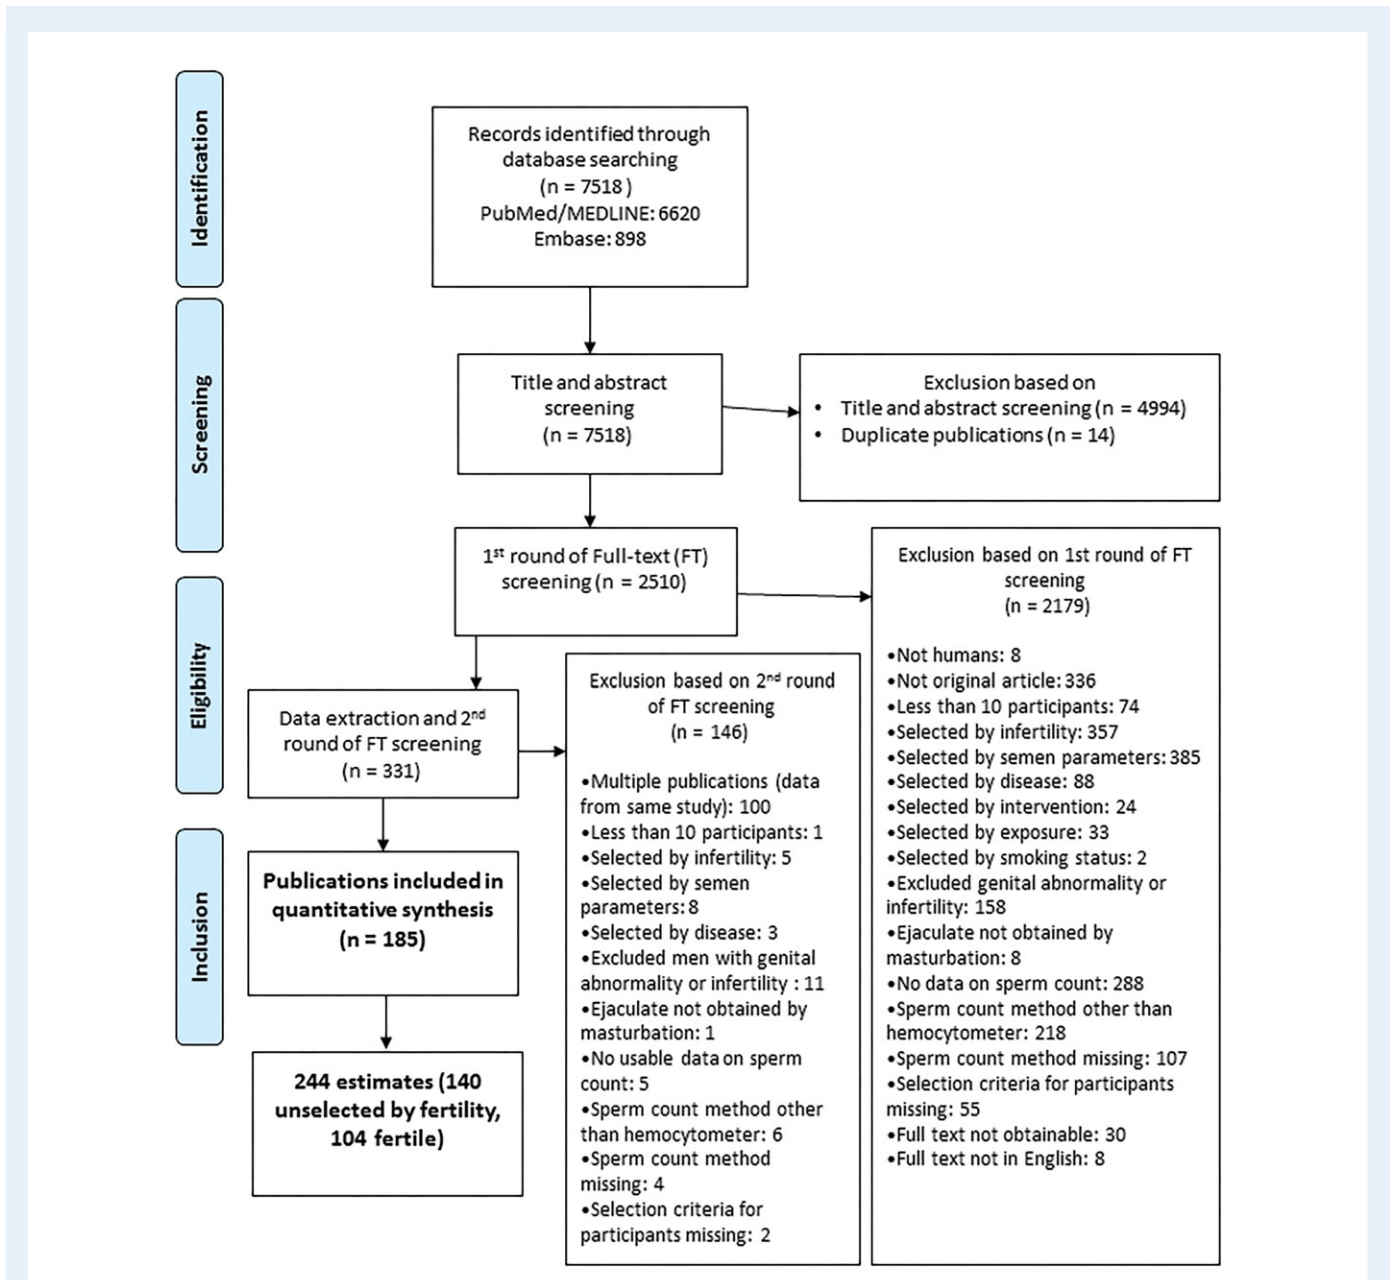 Identification
Records identified through
database searching
(n = 7518 )
PubMed/MEDLINE: 6620
Embase: 898
Screening
Title and abstract
screening
(n = 7518)
Exclusion based on
• Title and abstract screening (n = 4994)
• Duplicate publications (n = 14)
1st round of Full-text (FT)
screening (n = 2510)
Exclusion based on 1st round of FT
screening
(n = 2179)
•Not humans: 8
•Not original article: 336
•Less than 10 participants: 74
•Selected by infertility: 357
•Selected by semen parameters: 385
•Selected by disease: 88
•Selected by intervention: 24
•Selected by exposure: 33
•Selected by smoking status: 2
•Excluded genital abnormality or
infertility: 158
•Ejaculate not obtained by
masturbation: 8
•No data on sperm count: 288
•Sperm count method other than
hemocytometer: 218
•Sperm count method missing: 107
•Selection criteria for participants
missing: 55
•Full text not obtainable: 30
•Full text not in English: 8
Eligibility
Data extraction and 2nd
round of FT screening
(n = 331)
Exclusion based on 2nd round
of FT screening
(n = 146)
•Multiple publications (data
from same study): 100
•Less than 10 participants: 1
•Selected by infertility: 5
•Selected by semen
parameters: 8
•Selected by disease: 3
•Excluded men with genital
abnormality or infertility : 11
•Ejaculate not obtained by
masturbation: 1
•No usable data on sperm
count: 5
•Sperm count method other
than hemocytometer: 6
•Sperm count method
missing: 4
•Selection criteria for
participants missing: 2
Inclusion
Publications included in
quantitative synthesis
(n = 185)
244 estimates (140
unselected by fertility,
104 fertile)